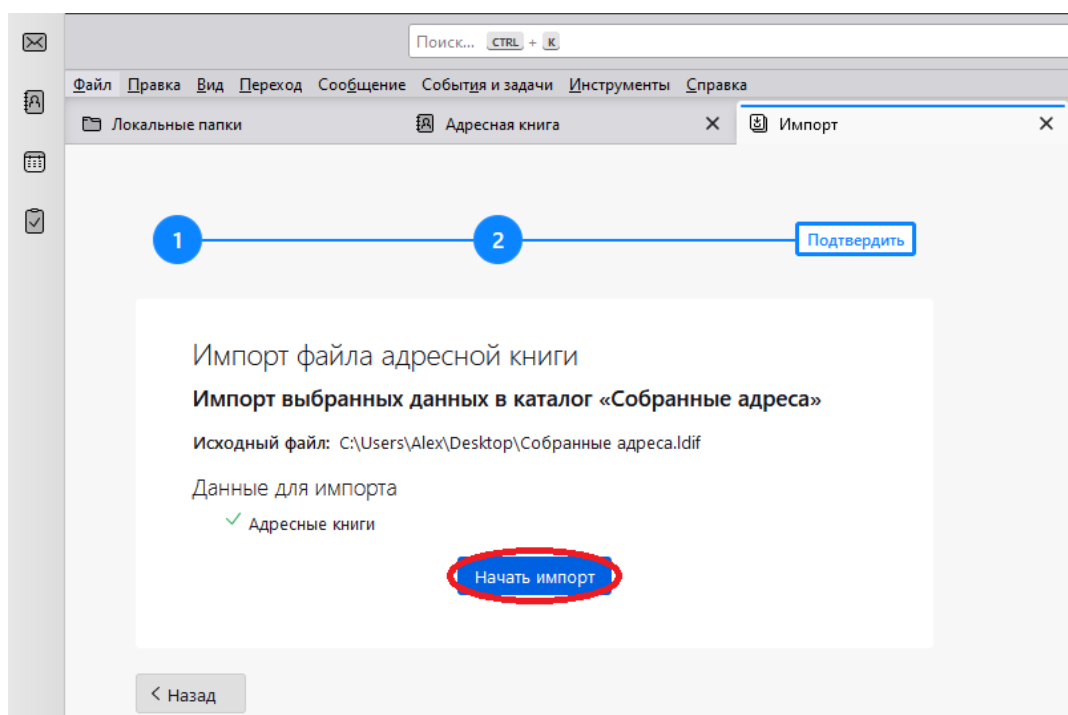 Поиск... CTRL + K
Файл Правка Вид Переход Сообщение События и задачи Инструменты Справка
Локальные папки Адресная книга Импорт
1 2 Подтвердить
Импорт файла адресной книги
Импорт выбранных данных в каталог «Собранные адреса»
Исходный файл: C:\Users\Alex\Desktop\Собранные адреса.ldif
Данные для импорта
Адресные книги
Начать импорт
Назад